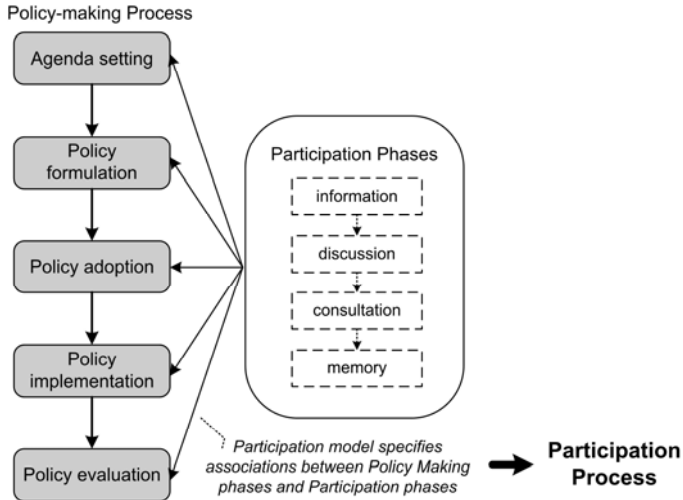 Policy-making Process
Agenda setting
Policy
formulation
Policy adoption
Policy
implementation
Policy evaluation
Participation Phases
information
discussion
consultation
memory
Participation model specifies
associations between Policy Making
phases and Participation phases
Participation
Process